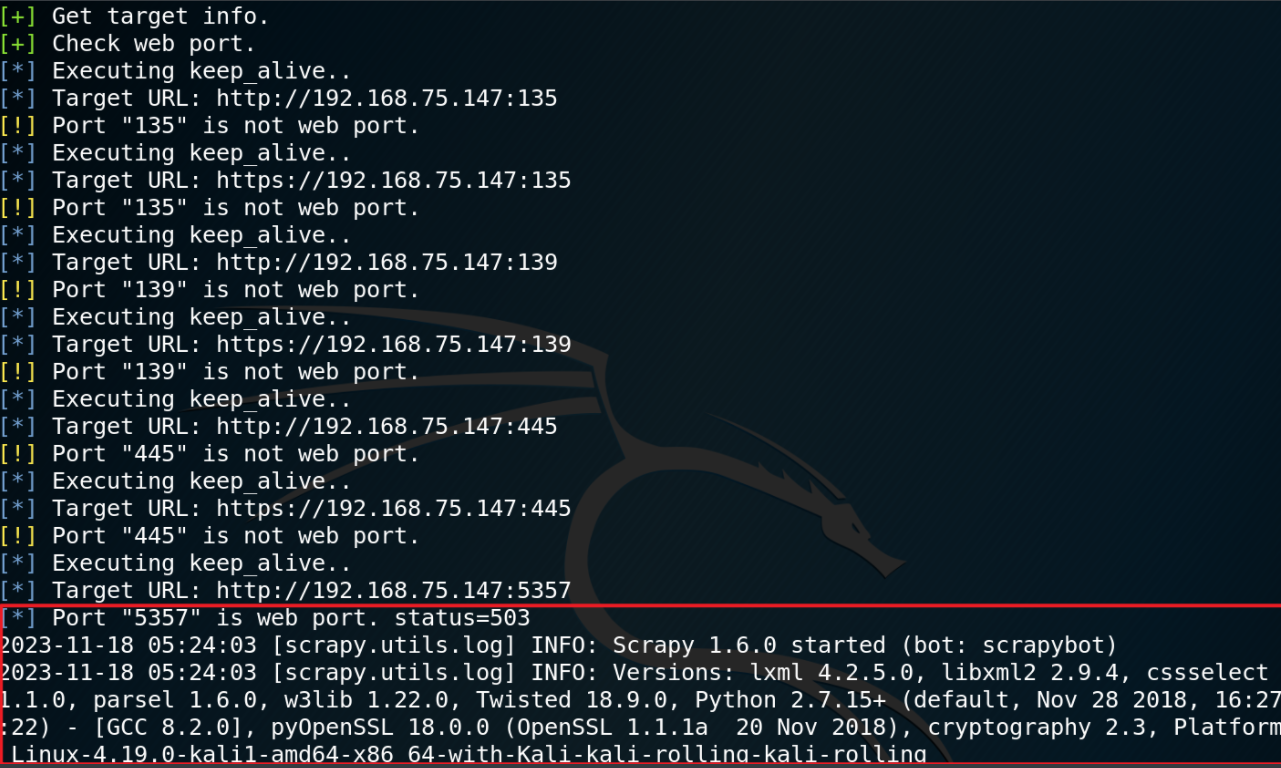 [+] Get target info.
[+] Check web port.
[*] Executing keep_alive..
[*] Target URL: http://192.168.75.147:135
[!] Port "135" is not web port.
[*] Executing keep_alive..
[*] Target URL: https://192.168.75.147:135
[!] Port "135" is not web port.
[*] Executing keep_alive..
[*] Target URL: http://192.168.75.147:139
[!] Port "139" is not web port.
[*] Executing keep_alive..
[*] Target URL: https://192.168.75.147:139
[!] Port "139" is not web port.
[*] Executing keep_alive..
[*] Target URL: http://192.168.75.147:445
[!] Port "445" is not web port.
[*] Executing keep_alive..
[*] Target URL: https://192.168.75.147:445
[!] Port "445" is not web port.
[*] Executing keep_alive..
[*] Target URL: http://192.168.75.147:5357
[*] Port "5357" is web port. status=503
2023-11-18 05:24:03 [scrapy.utils.log] INFO: Scrapy 1.6.0 started (bot: scrapybot)
2023-11-18 05:24:03 [scrapy.utils.log] INFO: Versions: lxml 4.2.5.0, libxml2 2.9.4, cssselect
1.1.0, parsel 1.6.0, w3lib 1.22.0, Twisted 18.9.0, Python 2.7.15+ (default, Nov 28 2018, 16:27
:22) - [GCC 8.2.0], pyOpenSSL 18.0.0 (OpenSSL 1.1.1a  20 Nov 2018), cryptography 2.3, Platform
Linux-4.19.0-kali1-amd64-x86_64-with-Kali-kali-rolling-kali-rolling